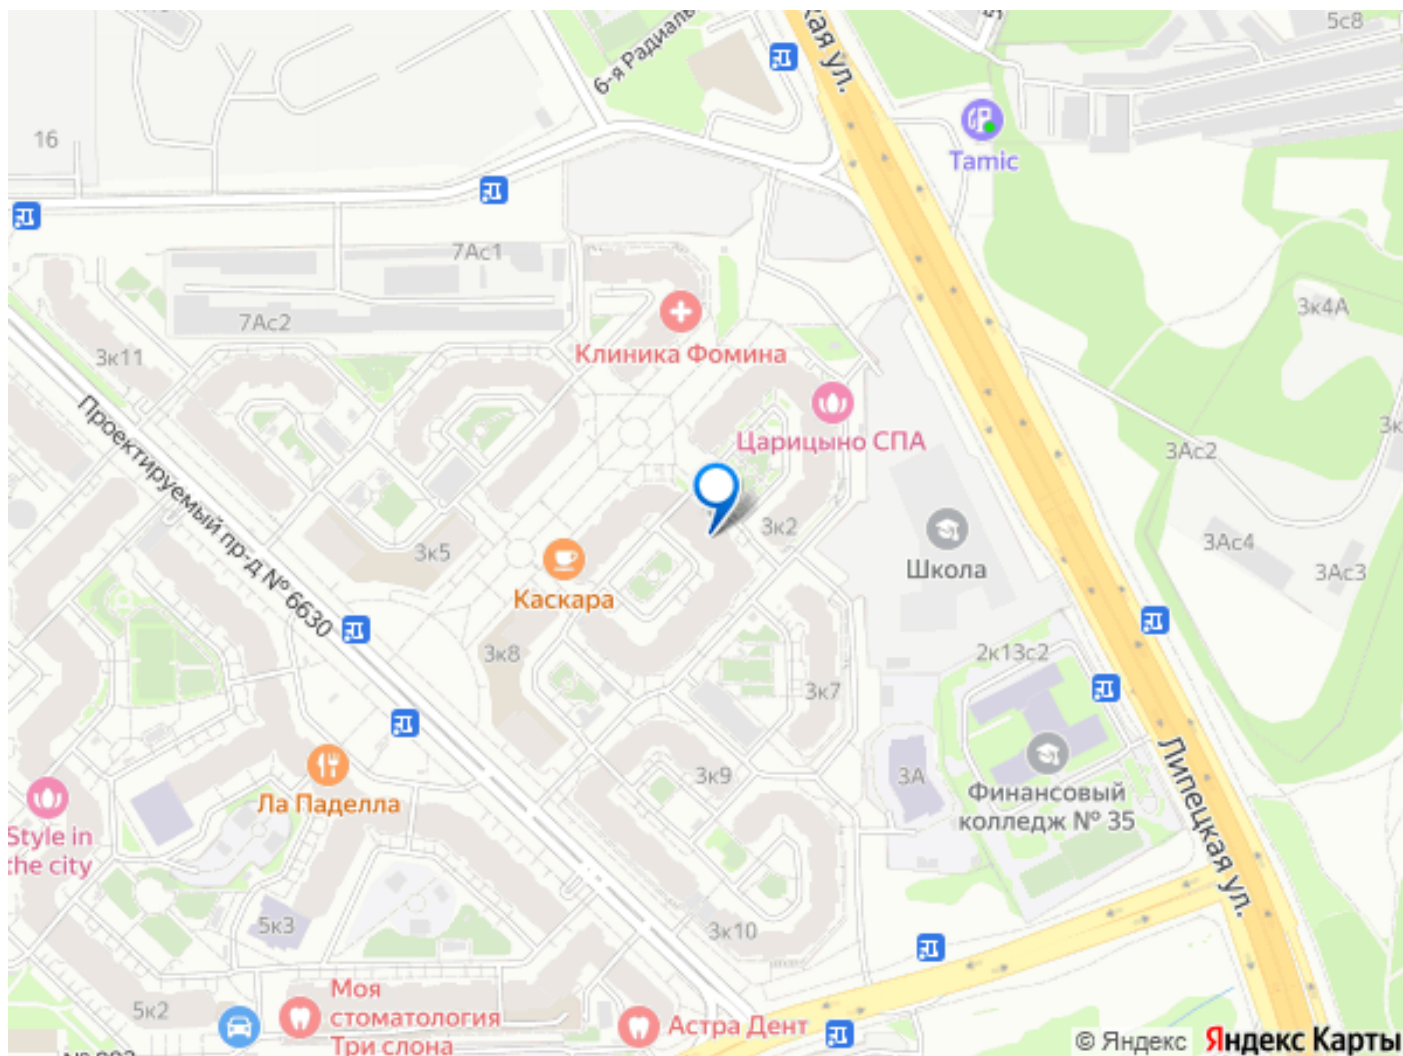 5с8
6-я Радиаль
кая ул.
16
Tamic
7Ас1
3к4А
7Ас2
3к11
Клиника Фомина
Проектируемый пр-д № 6630
Царицыно СПА
3к
3Ас2
3к2
3к5
Школа
3Ас4
3Ас3
Каскара
3к8
2к13с2
3к7
Липецкая ул.
3к9
3А
Ла Паделла
Финансовый
колледж № 35
Style in
the city
5к3
3к10
5к2
Моя
стоматология
Три слона
Астра Дент
© Яндекс
Яндекс Карты